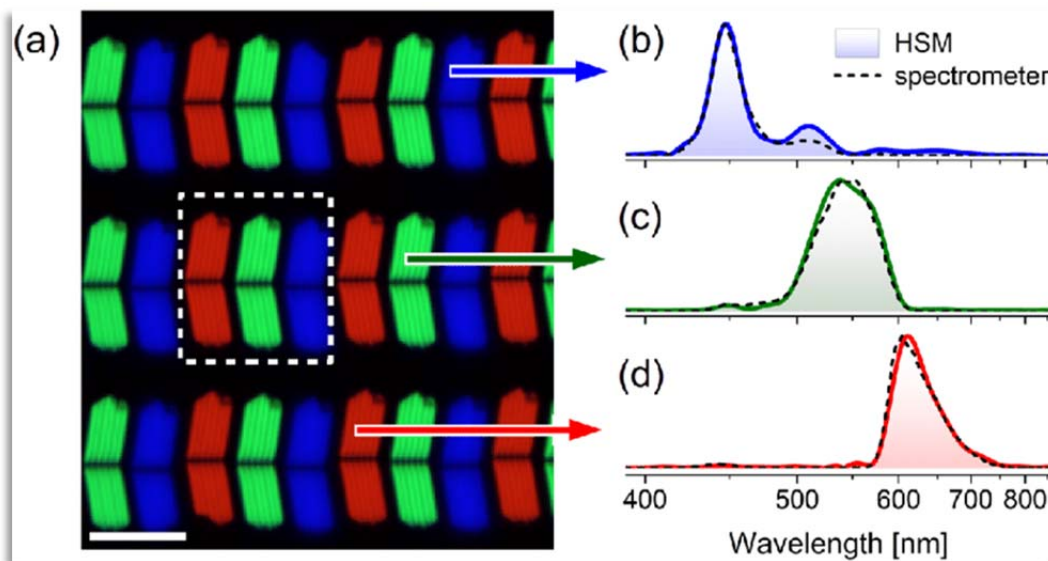 (a)
(b)
HSM
spectrometer
(c)
(d)
400 500 600 700 800
Wavelength [nm]